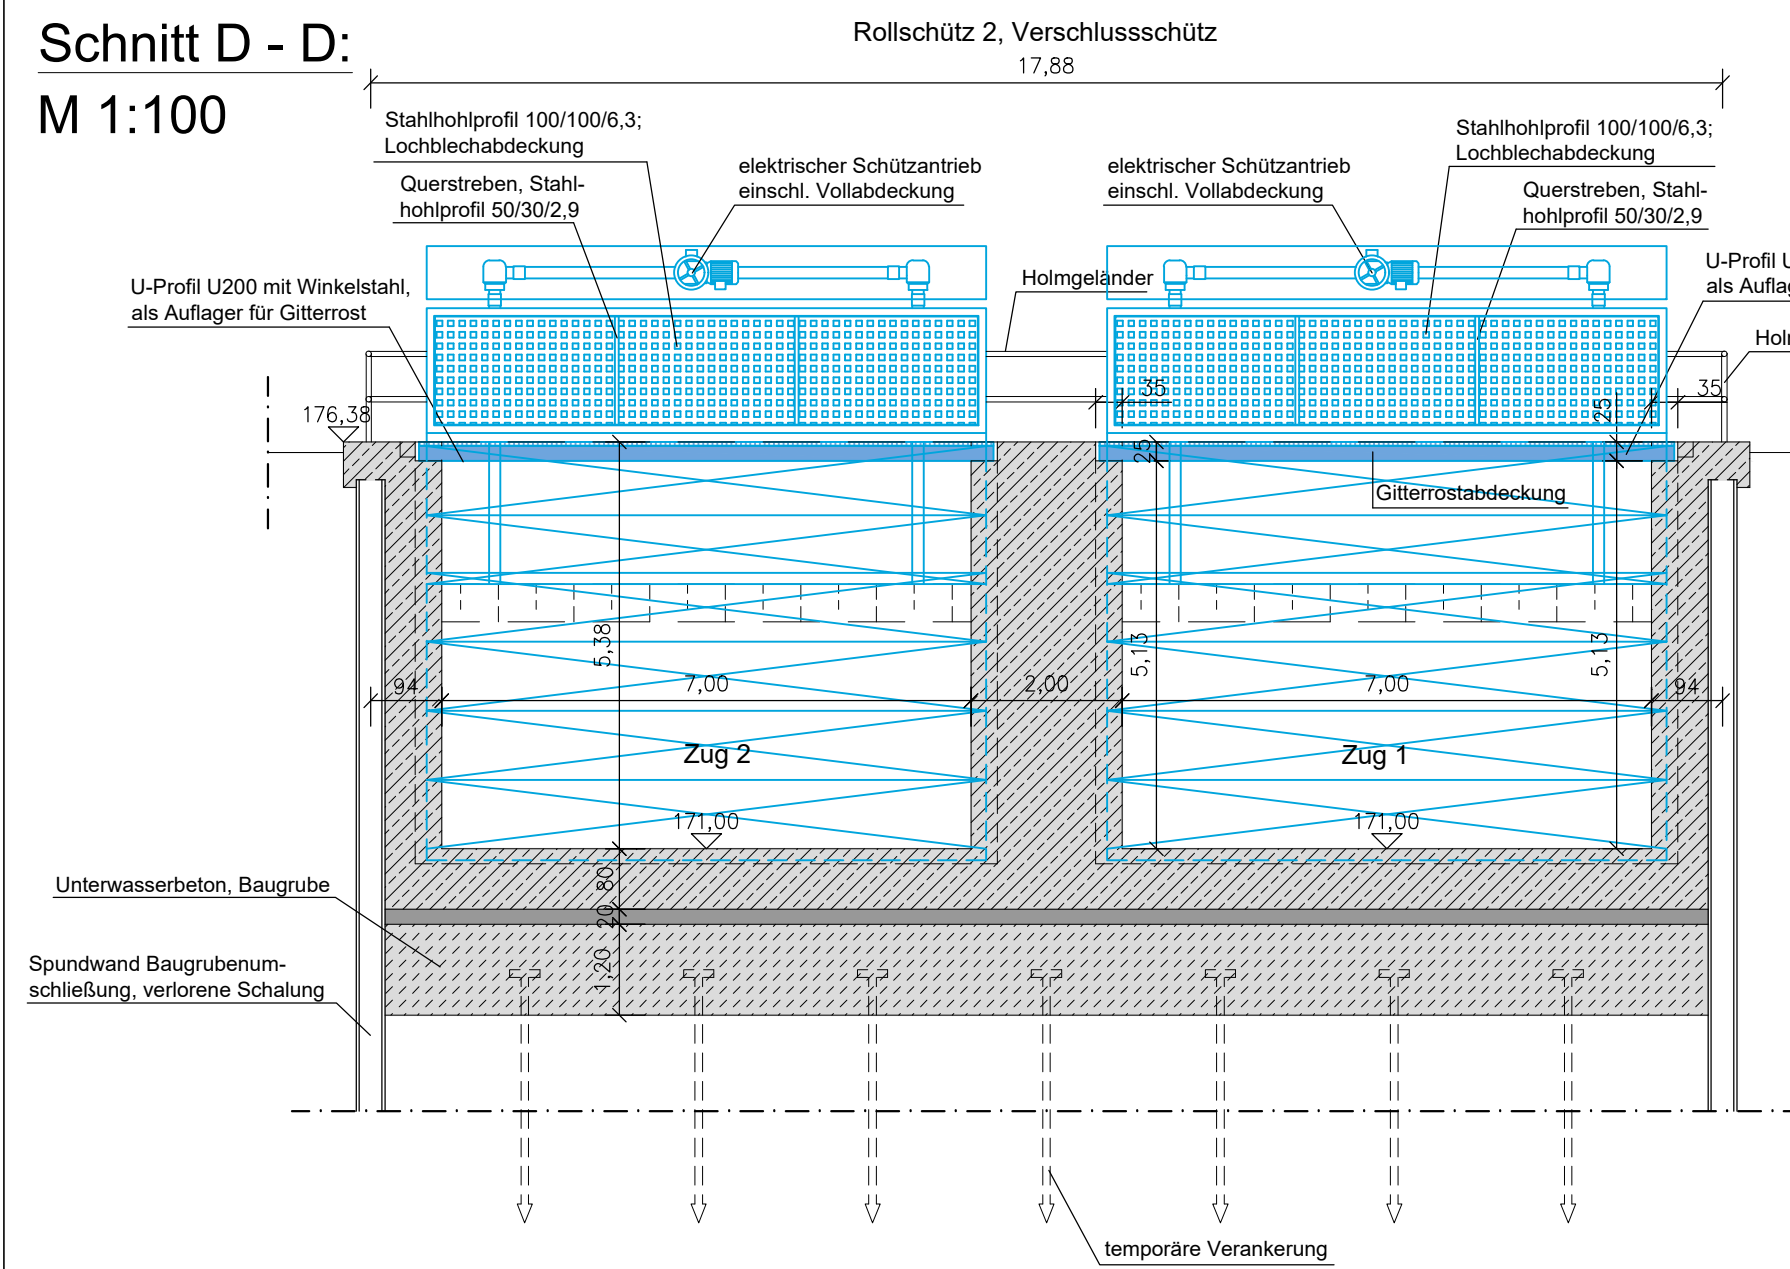 Schnitt D - D:
M 1:100
Rollschütz 2, Verschlussschütz
17,88
Stahlhohlprofil 100/100/6,3;
Lochblechabdeckung
Querstreben, Stahl-
hohlprofil 50/30/2,9
elektrischer Schützantrieb
einschl. Vollabdeckung
elektrischer Schützantrieb
einschl. Vollabdeckung
Stahlhohlprofil 100/100/6,3;
Lochblechabdeckung
Querstreben, Stahl-
hohlprofil 50/30/2,9
U-Profil U200 mit Winkelstahl,
als Auflager für Gitterrost
Holmgeländer
U-Profil U
als Auflag
Holm
176,38
35
25
35
25
Gitterrostabdeckung
5,38
5,13
5,13
94
7,00
2,00
7,00
94
Zug 2
Zug 1
171,00
171,00
Unterwasserbeton, Baugrube
80
20
1,20
Spundwand Baugrubenum-
schließung, verlorene Schalung
temporäre Verankerung